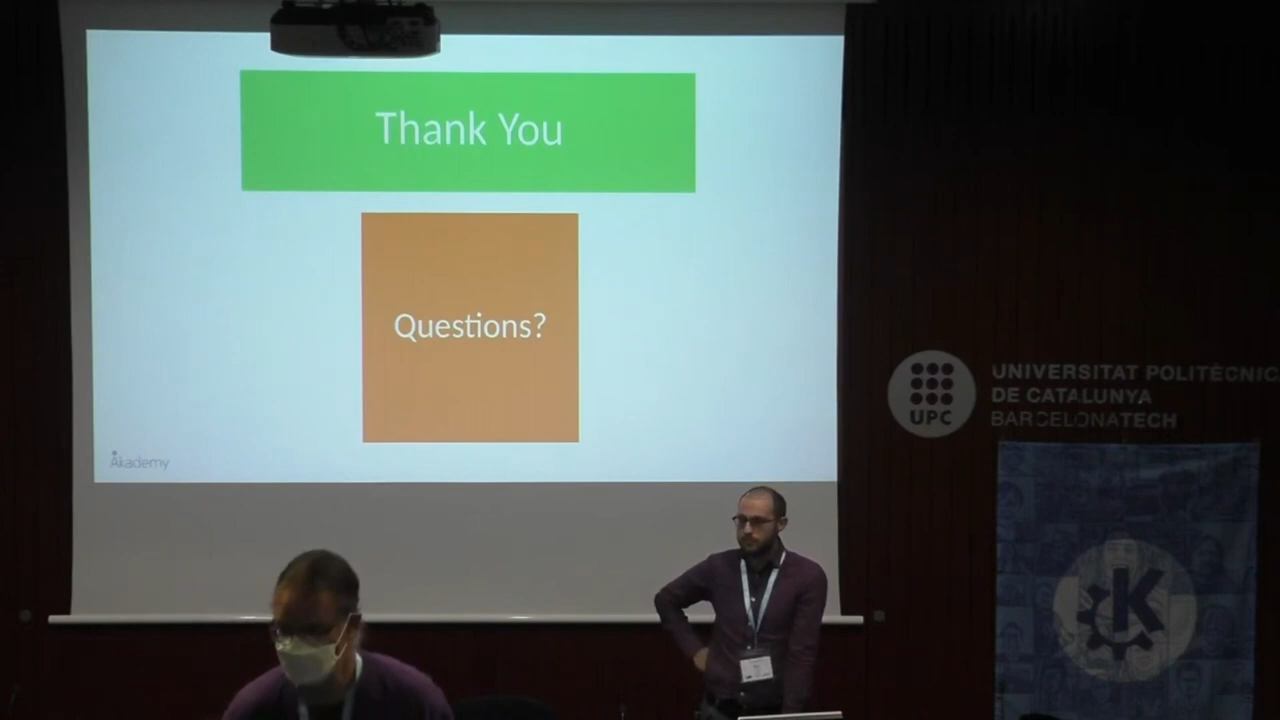 Thank You
Questions?
Akademy
UPC
UNIVERSITAT POLITÈCNIC
DE CATALUNYA
BARCELONATECH
K